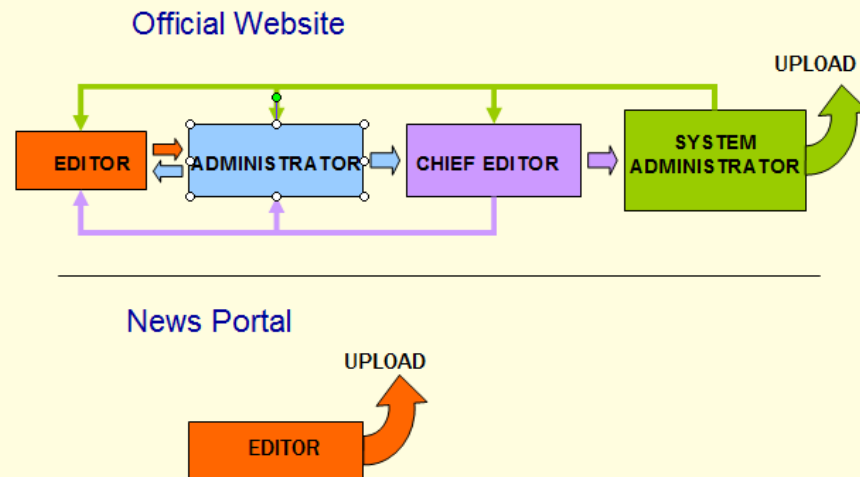 Official Website
UPLOAD
EDITOR
ADMINISTRATOR
CHIEF EDITOR
SYSTEM
ADMINISTRATOR
News Portal
UPLOAD
EDITOR